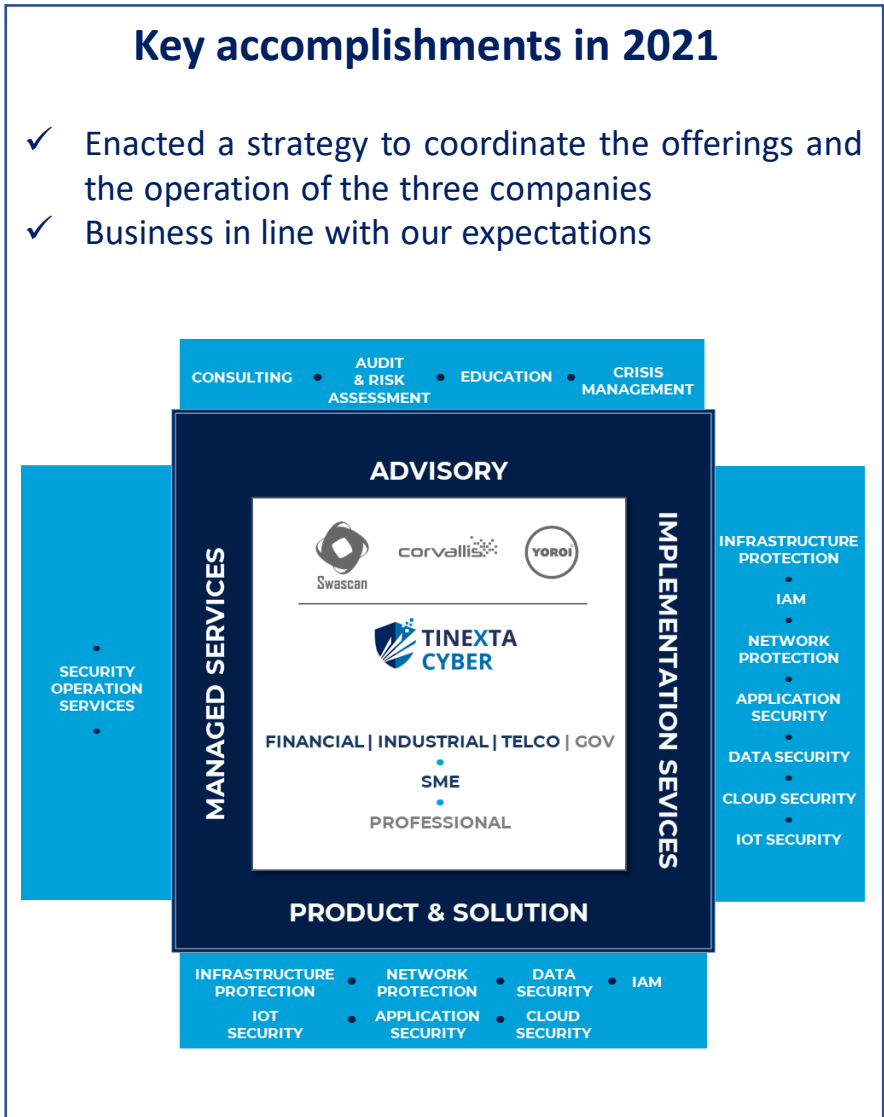 Key accomplishments in 2021
✓ Enacted a strategy to coordinate the offerings and
the operation of the three companies
✓ Business in line with our expectations
CONSULTING • AUDIT & RISK ASSESSMENT • EDUCATION • CRISIS MANAGEMENT
ADVISORY
MANAGED SERVICES
•
SECURITY
OPERATION
SERVICES
•
Swascan
corvallis
YOROI
TINEXTA
CYBER
FINANCIAL | INDUSTRIAL | TELCO | GOV
•
SME
•
PROFESSIONAL
IMPLEMENTATION SEVICES
INFRASTRUCTURE
PROTECTION
•
IAM
•
NETWORK
PROTECTION
•
APPLICATION
SECURITY
•
DATA SECURITY
•
CLOUD SECURITY
•
IOT SECURITY
PRODUCT & SOLUTION
INFRASTRUCTURE PROTECTION • NETWORK PROTECTION • DATA SECURITY • IAM
IOT SECURITY • APPLICATION SECURITY • CLOUD SECURITY